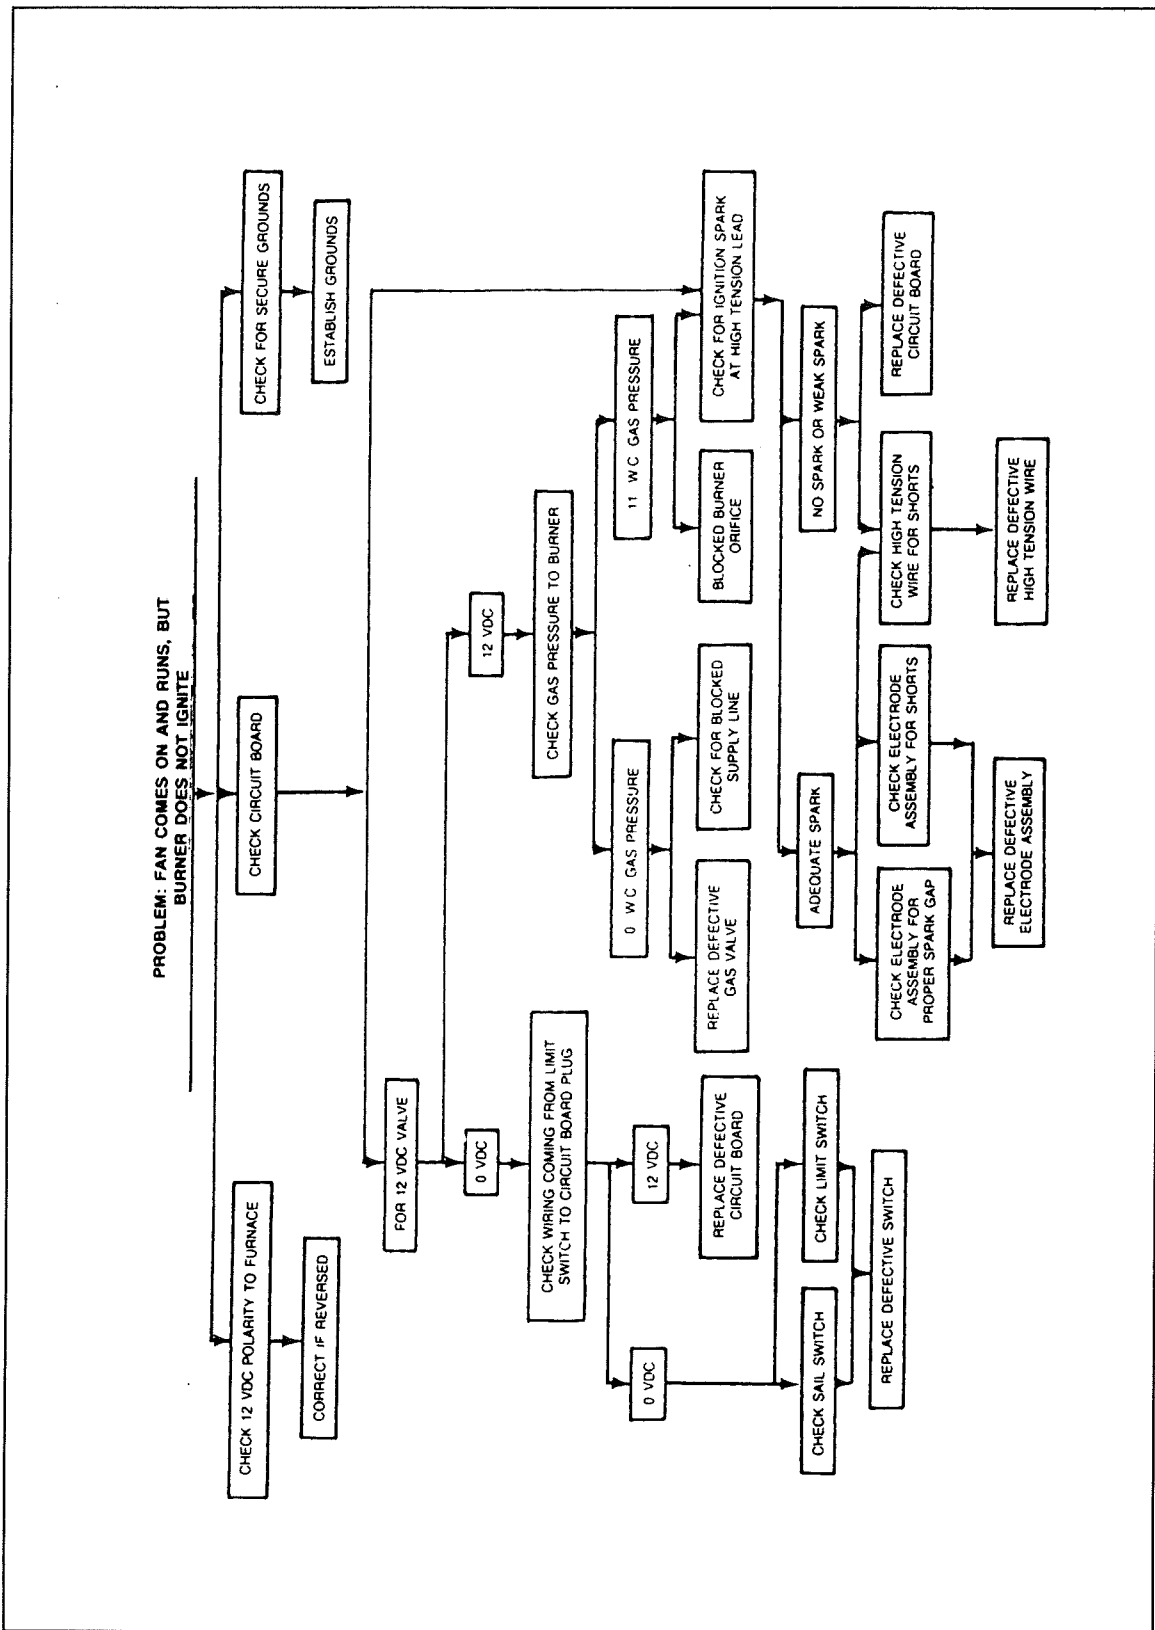 PROBLEM: FAN COMES ON AND RUNS, BUT
BURNER DOES NOT IGNITE
CHECK 12 VDC POLARITY TO FURNACE
CORRECT IF REVERSED
CHECK CIRCUIT BOARD
CHECK FOR SECURE GROUNDS
ESTABLISH GROUNDS
FOR 12 VDC VALVE
0 VDC
12 VDC
CHECK WIRING COMING FROM LIMIT
SWITCH TO CIRCUIT BOARD PLUG
CHECK GAS PRESSURE TO BURNER
0 VDC
12 VDC
0 WC GAS PRESSURE
11 WC GAS PRESSURE
REPLACE DEFECTIVE
CIRCUIT BOARD
REPLACE DEFECTIVE
GAS VALVE
CHECK FOR BLOCKED
SUPPLY LINE
BLOCKED BURNER
ORIFICE
CHECK FOR IGNITION SPARK
AT HIGH TENSION LEAD
CHECK SAIL SWITCH
CHECK LIMIT SWITCH
ADEQUATE SPARK
NO SPARK OR WEAK SPARK
REPLACE DEFECTIVE SWITCH
CHECK ELECTRODE
ASSEMBLY FOR
PROPER SPARK GAP
CHECK ELECTRODE
ASSEMBLY FOR SHORTS
CHECK HIGH TENSION
WIRE FOR SHORTS
REPLACE DEFECTIVE
CIRCUIT BOARD
REPLACE DEFECTIVE
ELECTRODE ASSEMBLY
REPLACE DEFECTIVE
HIGH TENSION WIRE